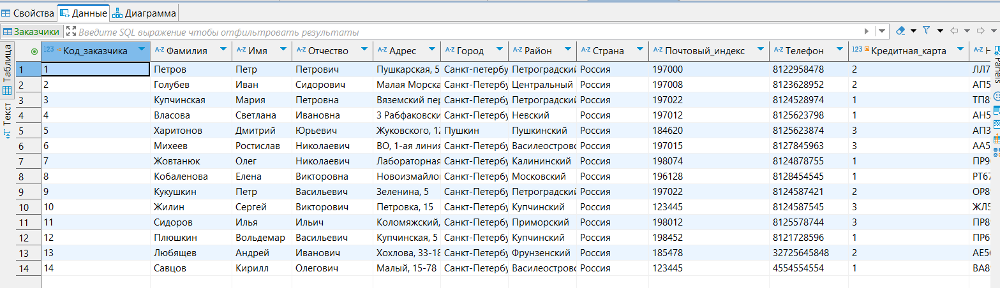 Свойства Данные Диаграмма
Заказчики Введите SQL выражение чтобы отфильтровать результаты
Таблица
Текст
Panels
123 Код_заказчика A-Z Фамилия A-Z Имя A-Z Отчество A-Z Адрес A-Z Город A-Z Район A-Z Страна A-Z Почтовый_индекс A-Z Телефон 123 Кредитная_карта
1 1 Петров Петр Петрович Пушкарская, 5 Санкт-петербу Петроградский Россия 197000 8122958478 2 ЛЛ7
2 2 Голубев Иван Сидорович Малая Морска Санкт-Петербу Центральный Россия 197008 8123628952 2 АП5
3 3 Купчинская Мария Петровна Вяземский пер Санкт-Петербу Петроградский Россия 197022 8124528974 1 ТП8
4 4 Власова Светлана Ивановна 3 Рабфаковски Санкт-Петербу Невский Россия 197012 8125623798 1 АН5
5 5 Харитонов Дмитрий Юрьевич Жуковского, 12 Пушкин Пушкинский Россия 184620 8125623874 3 АП3
6 6 Михеев Ростислав Николаевич ВО, 1-ая линия Санкт-Петербу Василеостровс Россия 197015 8127845963 3 АА5
7 7 Жовтанюк Олег Николаевич Лабораторная Санкт-Петербу Калининский Россия 198074 8124878755 1 ПР9
8 8 Кобаленова Елена Викторовна Новоизмайло Санкт-Петербу Московский Россия 196128 8128454545 1 РТ67
9 9 Кукушкин Петр Васильевич Зеленина, 5 Санкт-Петербу Петроградский Россия 197022 8124587421 2 ОР8
10 10 Жилин Сергей Викторович Петровка, 15 Санкт-Петербу Купчинский Россия 123445 8124587545 3 ЖЛ5
11 11 Сидоров Илья Ильич Коломяжский, Санкт-Петербу Приморский Россия 198012 8125578744 3 ПР8
12 12 Плюшкин Вольдемар Васильевич Купчинская, 5 Санкт-Петербу Купчинский Россия 198452 8121728596 1 ПР6
13 13 Любящев Андрей Иванович Хохлова, 33-18 Санкт-Петербу Фрунзенский Россия 185478 32725645848 2 АЕ5
14 14 Савцов Кирилл Олегович Малый, 15-78 Санкт-Петербу Василеостровс Россия 123445 4554554554 1 ВА8